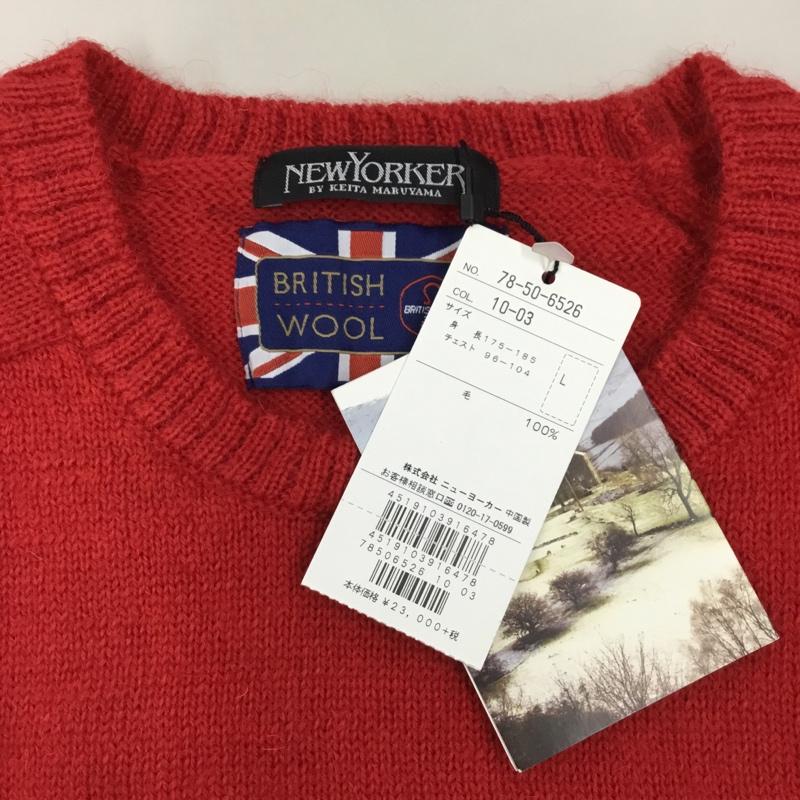 NEWYORKER
BY KEITA MARUYAMA
BRITISH
WOOL
NO. 78-50-6526
COL. 10-03
サイズ
身 長175-185
チェスト 96-104
L
毛
100%
株式会社 ニューヨーカー 中国製
お客様相談窓口 0120-17-0599
4519103916478
4519103916478
78506526 10 03
本体価格 ¥23,000+税